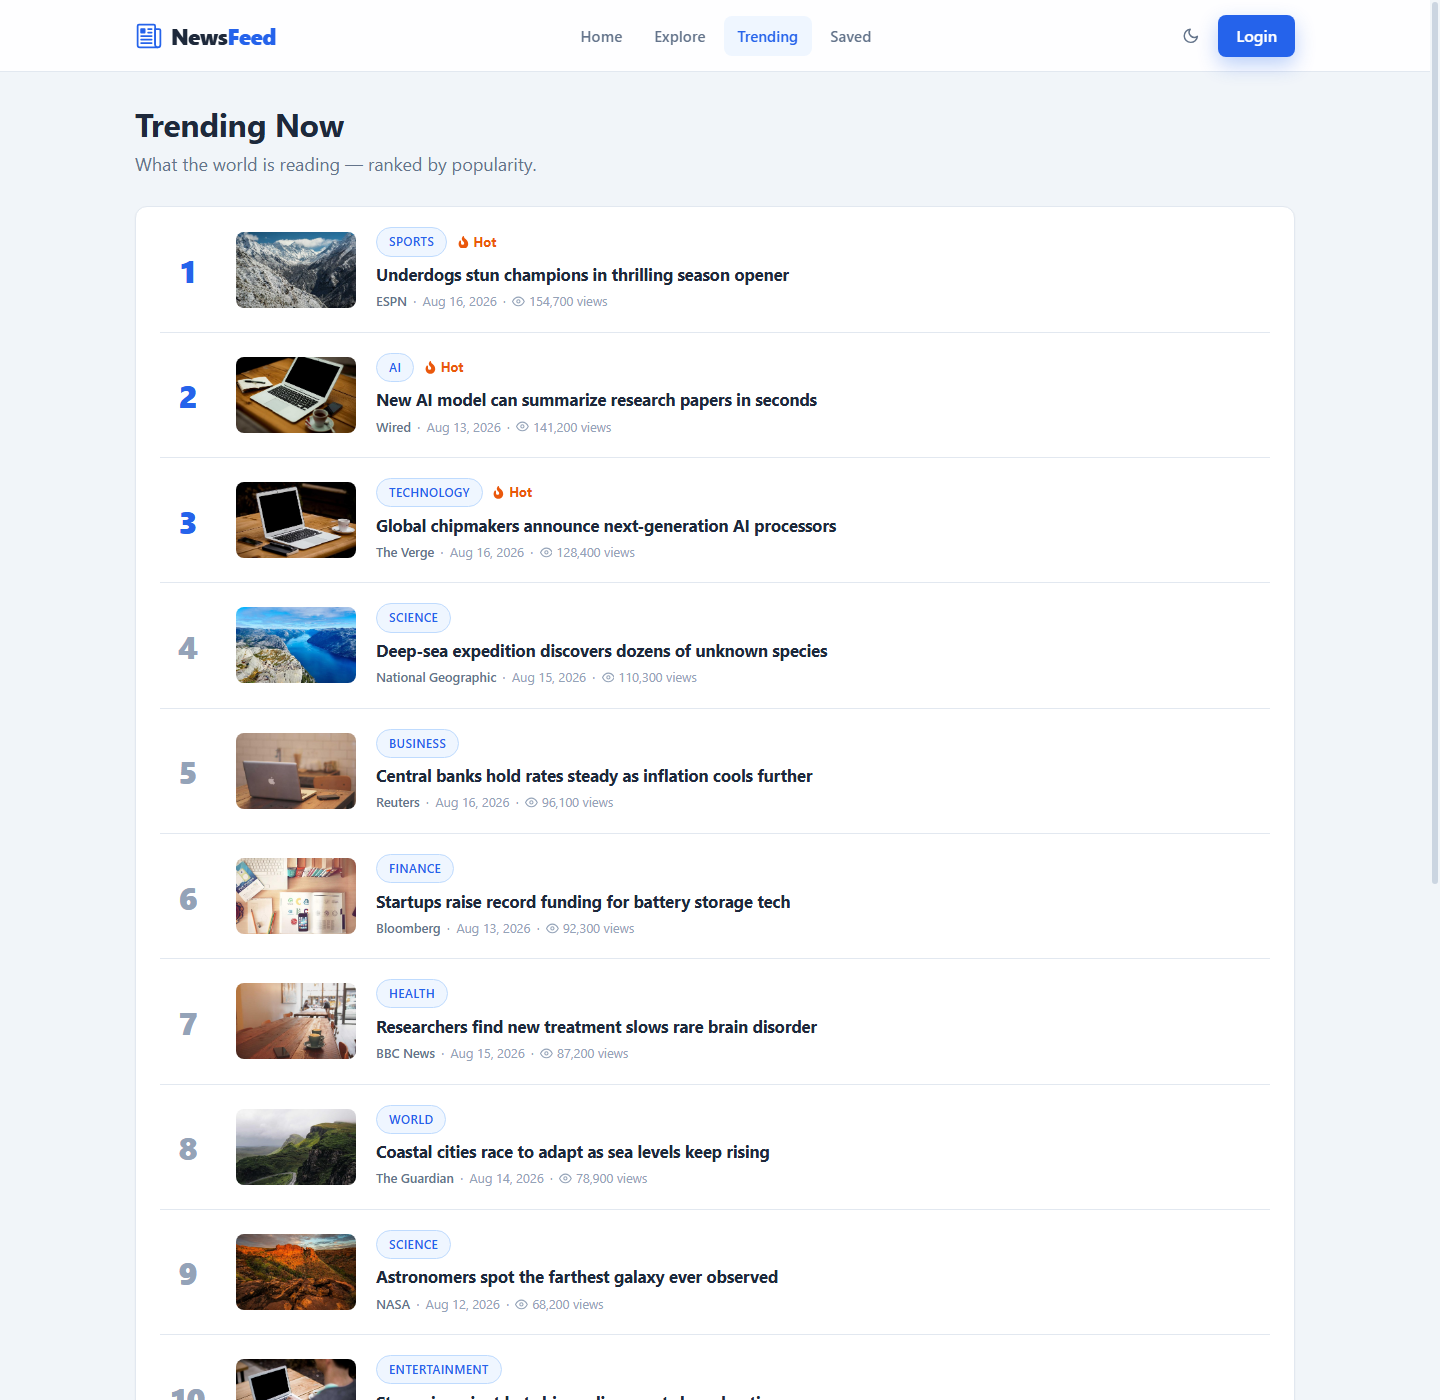 NewsFeed
Home
Explore
Trending
Saved
Login
Trending Now
What the world is reading — ranked by popularity.
1
SPORTS
Hot
Underdogs stun champions in thrilling season opener
ESPN · Aug 16, 2026 · 154,700 views
2
AI
Hot
New AI model can summarize research papers in seconds
Wired · Aug 13, 2026 · 141,200 views
3
TECHNOLOGY
Hot
Global chipmakers announce next-generation AI processors
The Verge · Aug 16, 2026 · 128,400 views
4
SCIENCE
Deep-sea expedition discovers dozens of unknown species
National Geographic · Aug 15, 2026 · 110,300 views
5
BUSINESS
Central banks hold rates steady as inflation cools further
Reuters · Aug 16, 2026 · 96,100 views
6
FINANCE
Startups raise record funding for battery storage tech
Bloomberg · Aug 13, 2026 · 92,300 views
7
HEALTH
Researchers find new treatment slows rare brain disorder
BBC News · Aug 15, 2026 · 87,200 views
8
WORLD
Coastal cities race to adapt as sea levels keep rising
The Guardian · Aug 14, 2026 · 78,900 views
9
SCIENCE
Astronomers spot the farthest galaxy ever observed
NASA · Aug 12, 2026 · 68,200 views
10
ENTERTAINMENT